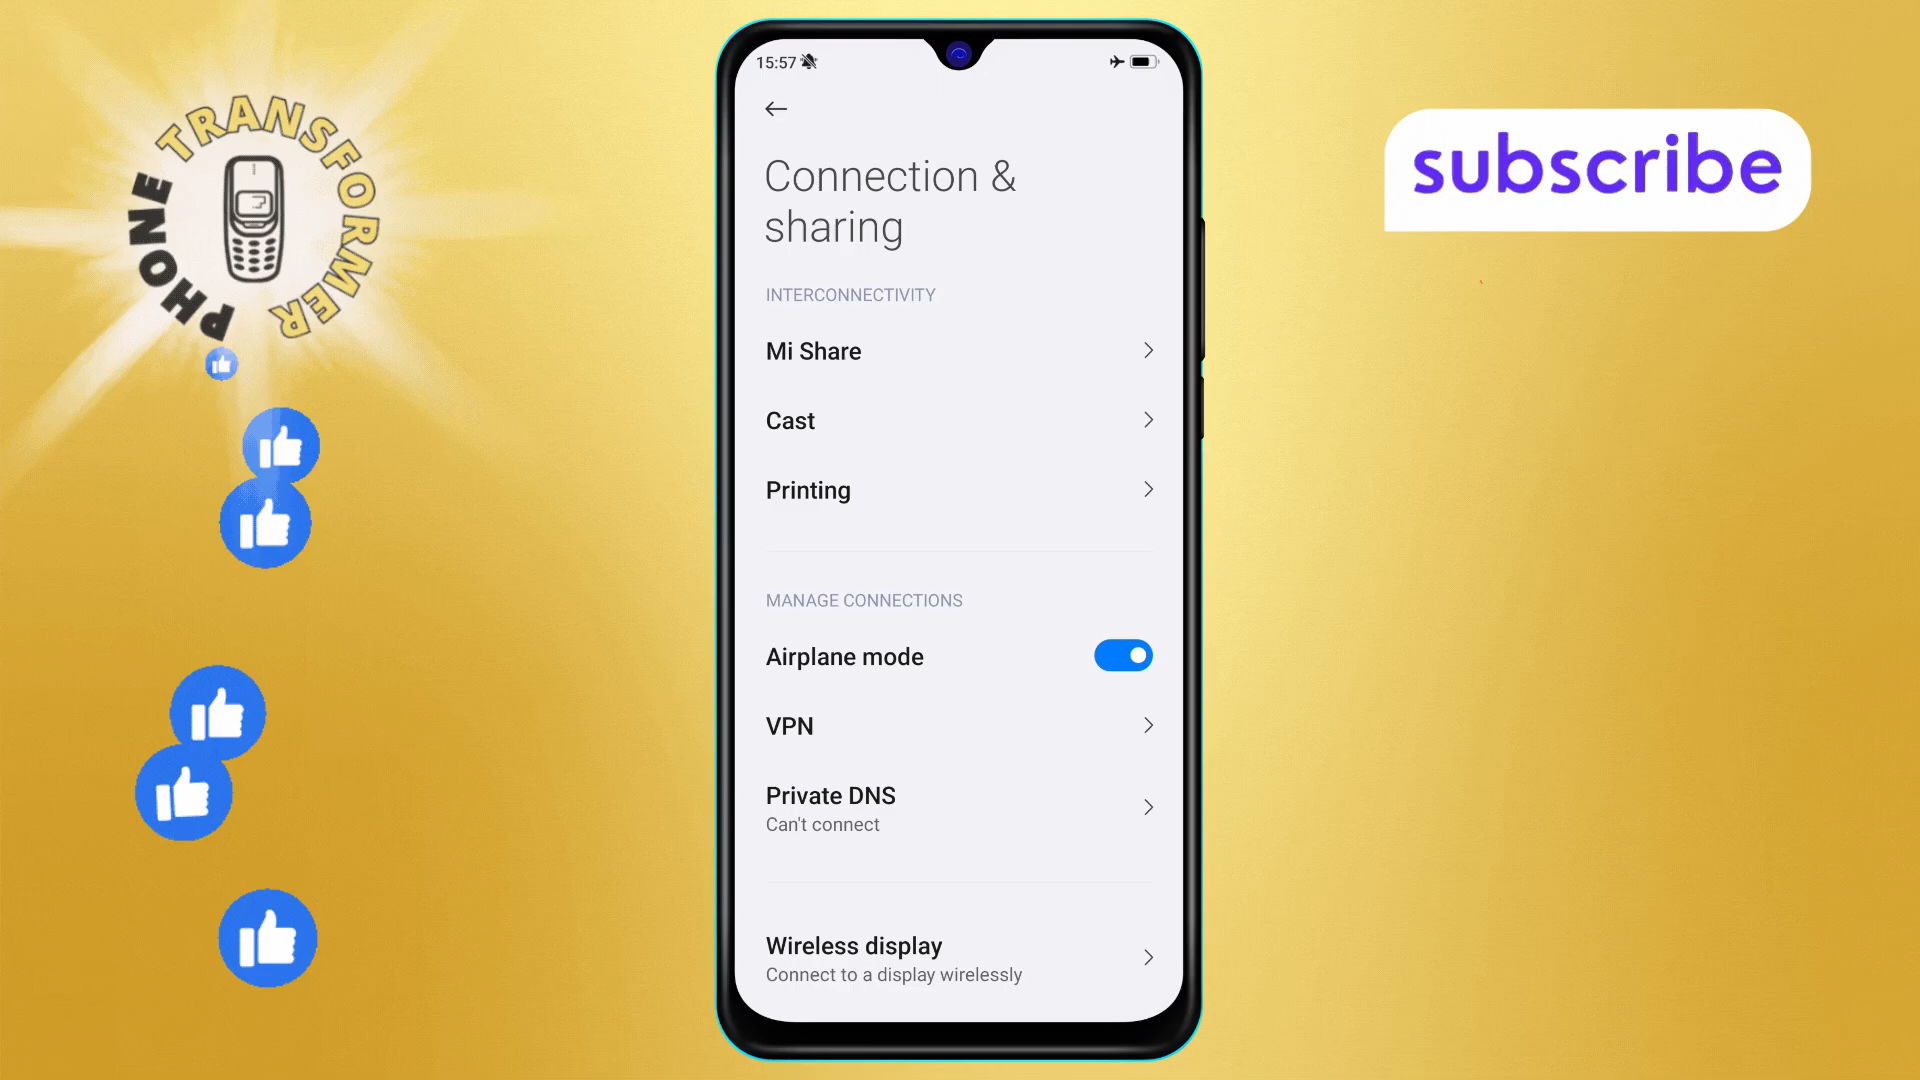 PHONE TRANSFORMER
subscribe
15:57
Connection &
sharing
INTERCONNECTIVITY
Mi Share
Cast
Printing
MANAGE CONNECTIONS
Airplane mode
VPN
Private DNS
Can't connect
Wireless display
Connect to a display wirelessly